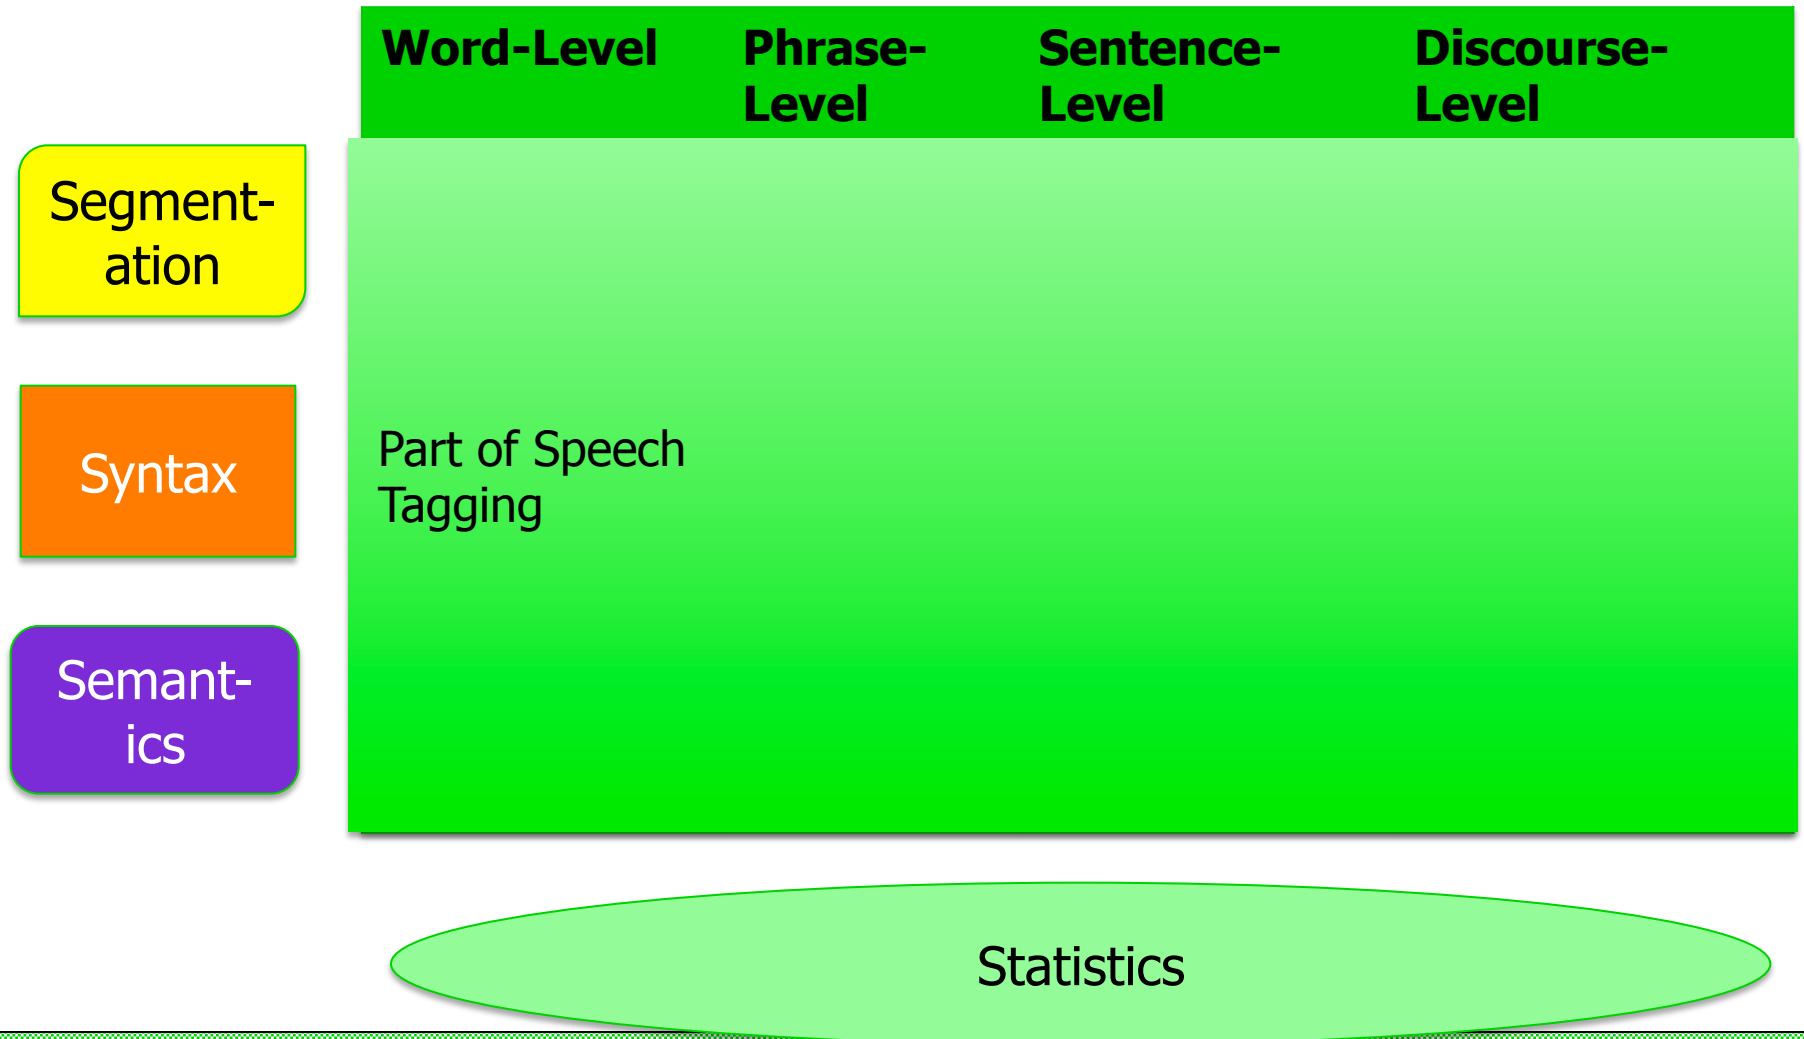 Word-Level
Phrase-
Level
Sentence-
Level
Discourse-
Level
Segment-
ation
Syntax
Part of Speech
Tagging
Semant-
ics
Statistics